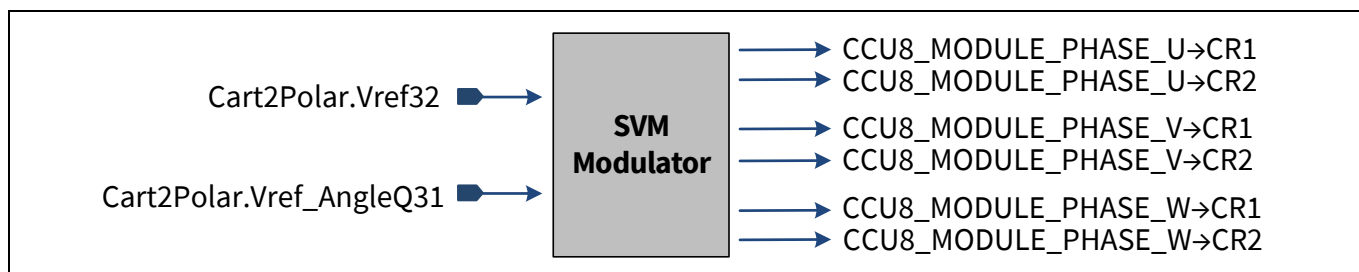 Cart2Polar.Vref32
Cart2Polar.Vref_AngleQ31
SVM
Modulator
CCU8_MODULE_PHASE_U→CR1
CCU8_MODULE_PHASE_U→CR2
CCU8_MODULE_PHASE_V→CR1
CCU8_MODULE_PHASE_V→CR2
CCU8_MODULE_PHASE_W→CR1
CCU8_MODULE_PHASE_W→CR2